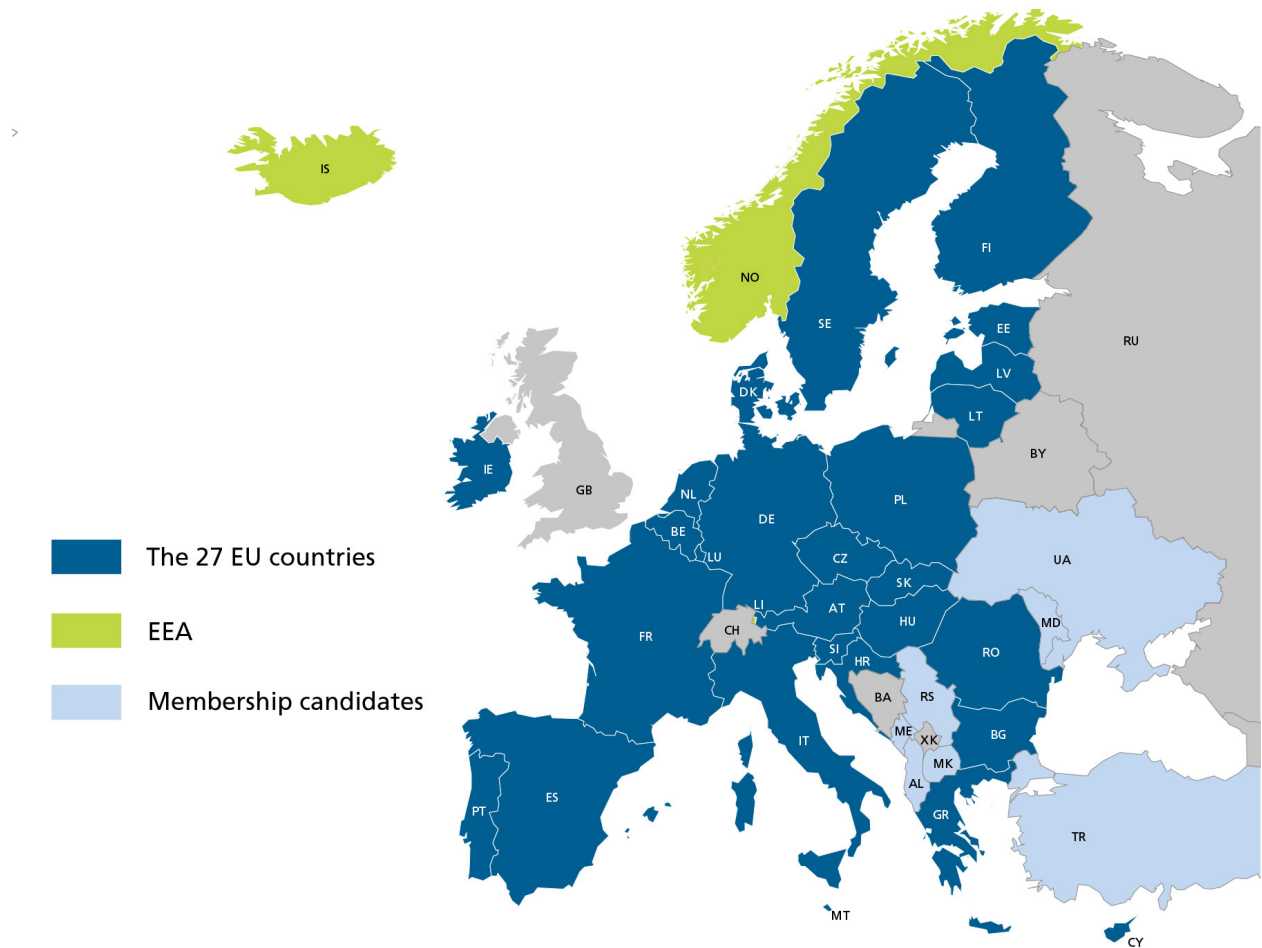 >
IS
NO
FI
SE
EE
RU
LV
DK
LT
BY
IE
GB
NL
PL
DE
BE
The 27 EU countries
LU
CZ
UA
SK
LI
AT
HU
MD
EEA
CH
FR
SI
RO
HR
Membership candidates
BA
RS
ME
XK
BG
IT
MK
AL
ES
PT
GR
TR
MT
CY